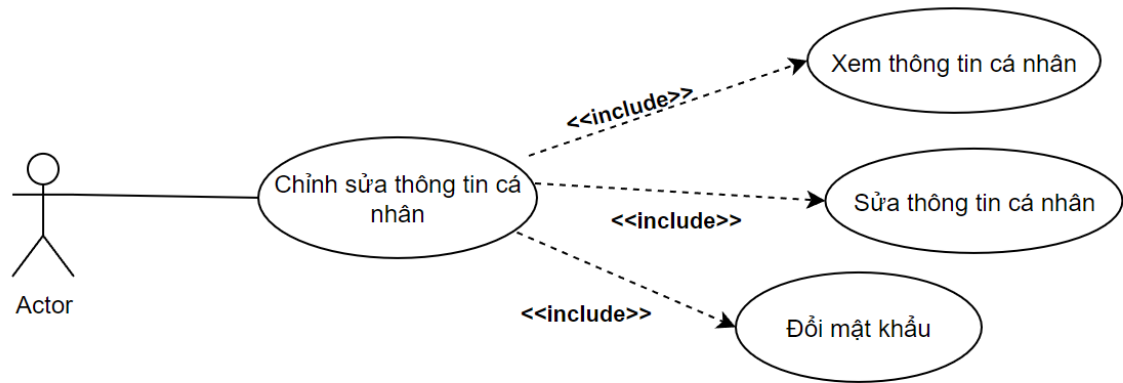 Xem thông tin cá nhân
<<include>>
Chỉnh sửa thông tin cá
nhân
Sửa thông tin cá nhân
<<include>>
Actor
<<include>>
Đổi mật khẩu